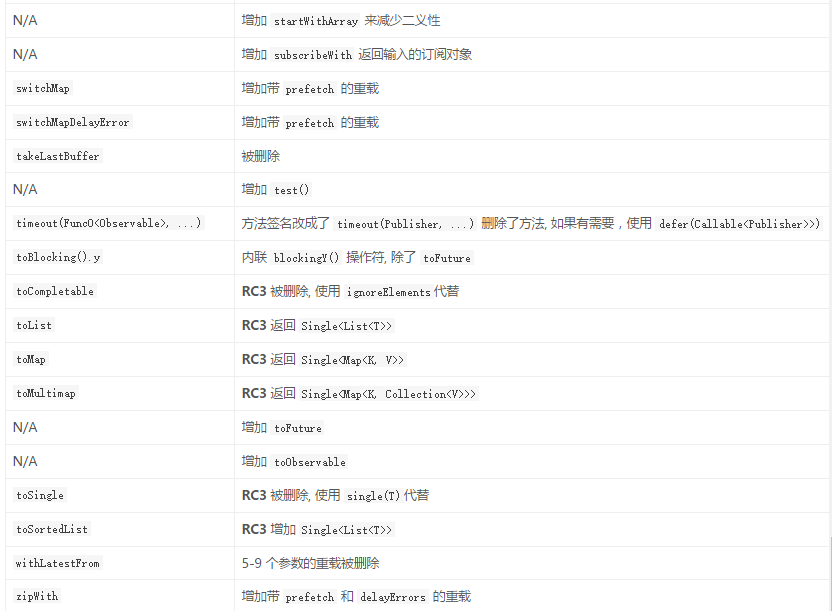 N/A 增加 startWithArray 来减少二义性
N/A 增加 subscribeWith 返回输入的订阅对象
switchMap 增加带 prefetch 的重载
switchMapDelayError 增加带 prefetch 的重载
takeLastBuffer 被删除
N/A 增加 test()
timeout(Func0<Observable>, ...) 方法签名改成了 timeout(Publisher, ...) 删除了方法, 如果有需要，使用 defer(Callable<Publisher>>)
toBlocking().y 内联 blockingY() 操作符, 除了 toFuture
toCompletable RC3 被删除, 使用 ignoreElements 代替
toList RC3 返回 Single<List<T>>
toMap RC3 返回 Single<Map<K, V>>
toMultimap RC3 返回 Single<Map<K, Collection<V>>>
N/A 增加 toFuture
N/A 增加 toObservable
toSingle RC3 被删除, 使用 single(T) 代替
toSortedList RC3 增加 Single<List<T>>
withLatestFrom 5-9 个参数的重载被删除
zipWith 增加带 prefetch 和 delayErrors 的重载